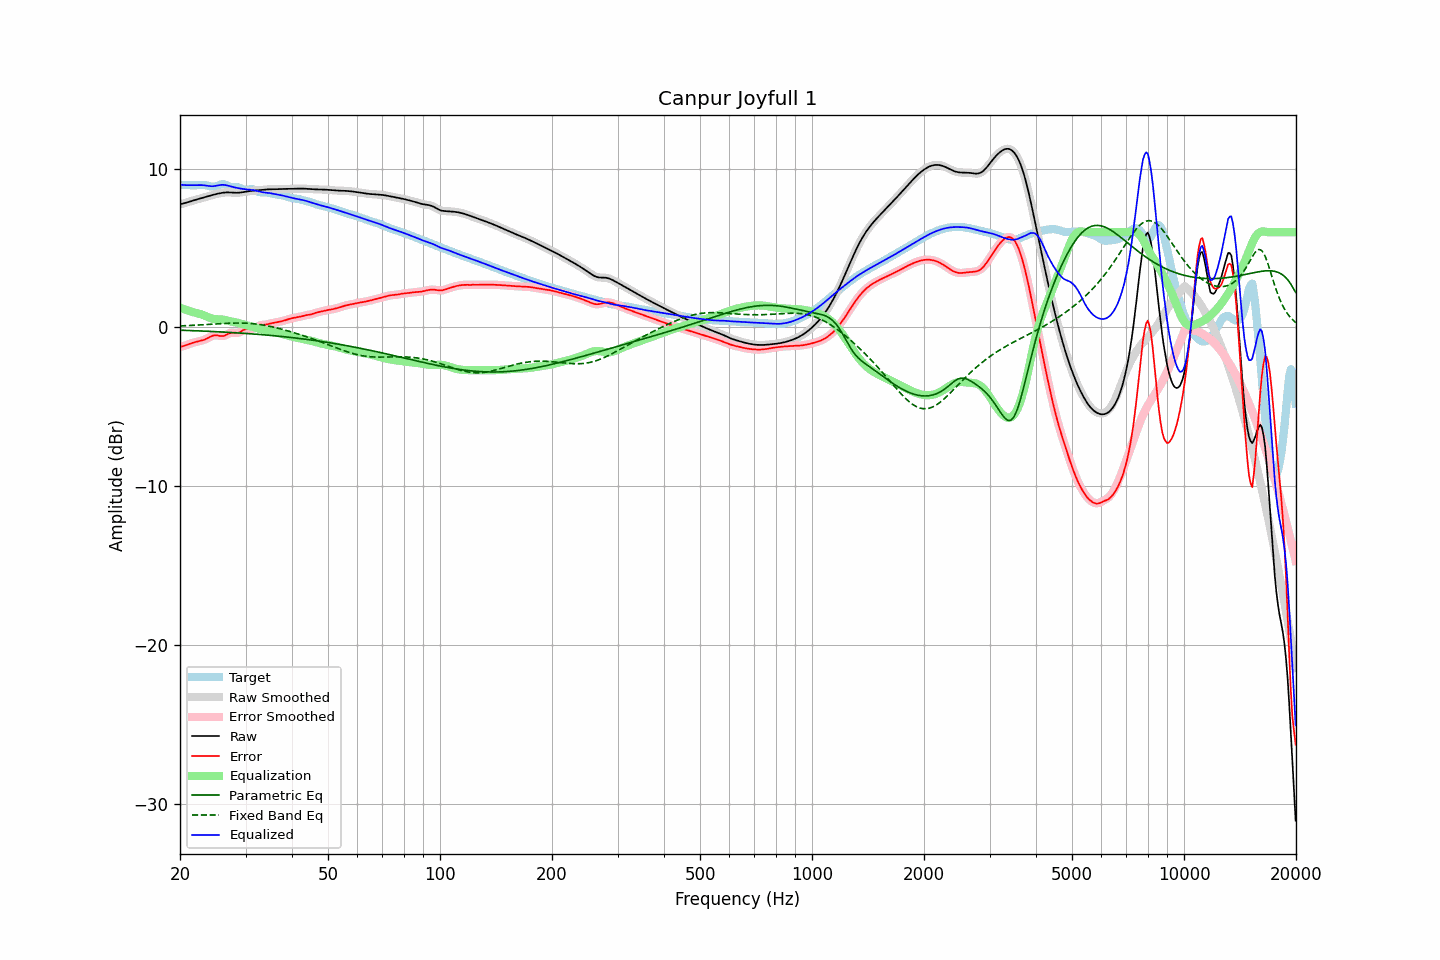 Canpur Joyfull 1
10
0
−10
−20
−30
Amplitude (dBr)
Target
Raw Smoothed
Error Smoothed
Raw
Error
Equalization
Parametric Eq
Fixed Band Eq
Equalized
20 50 100 200 500 1000 2000 5000 10000 20000
Frequency (Hz)